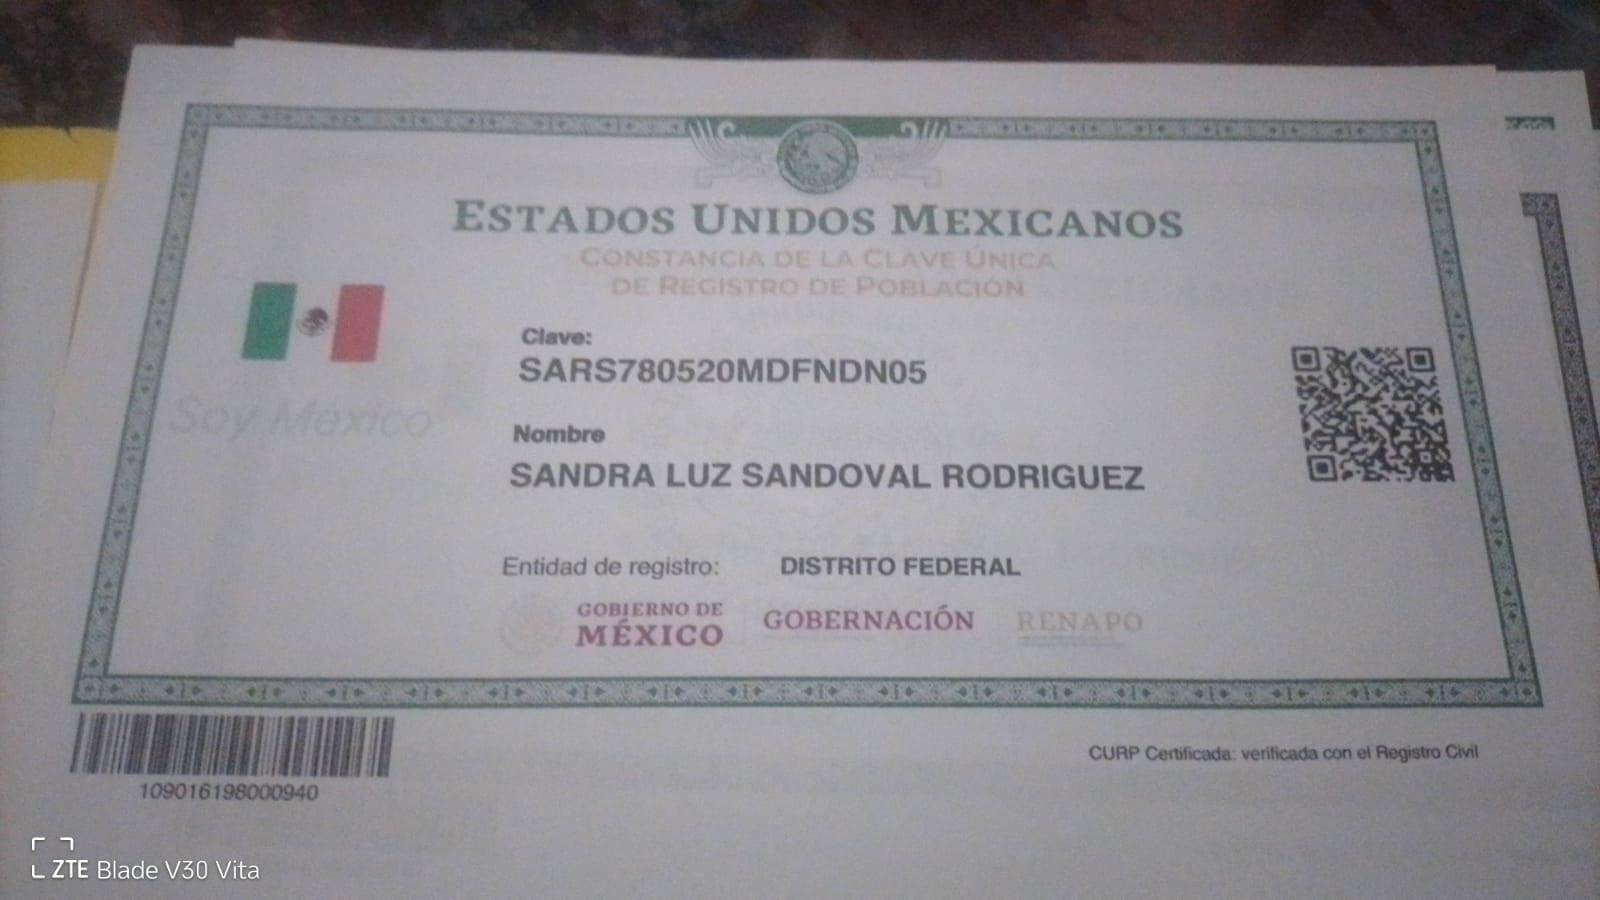 ESTADOS UNIDOS MEXICANOS
CONSTANCIA DE LA CLAVE ÚNICA
DE REGISTRO DE POBLACIÓN
Soy México
Clave:
SARS780520MDFNDN05
Nombre
SANDRA LUZ SANDOVAL RODRIGUEZ
Entidad de registro: DISTRITO FEDERAL
GOBIERNO DE
MÉXICO
GOBERNACIÓN
RENAPO
109016198000940
CURP Certificada: verificada con el Registro Civil
ZTE Blade V30 Vita